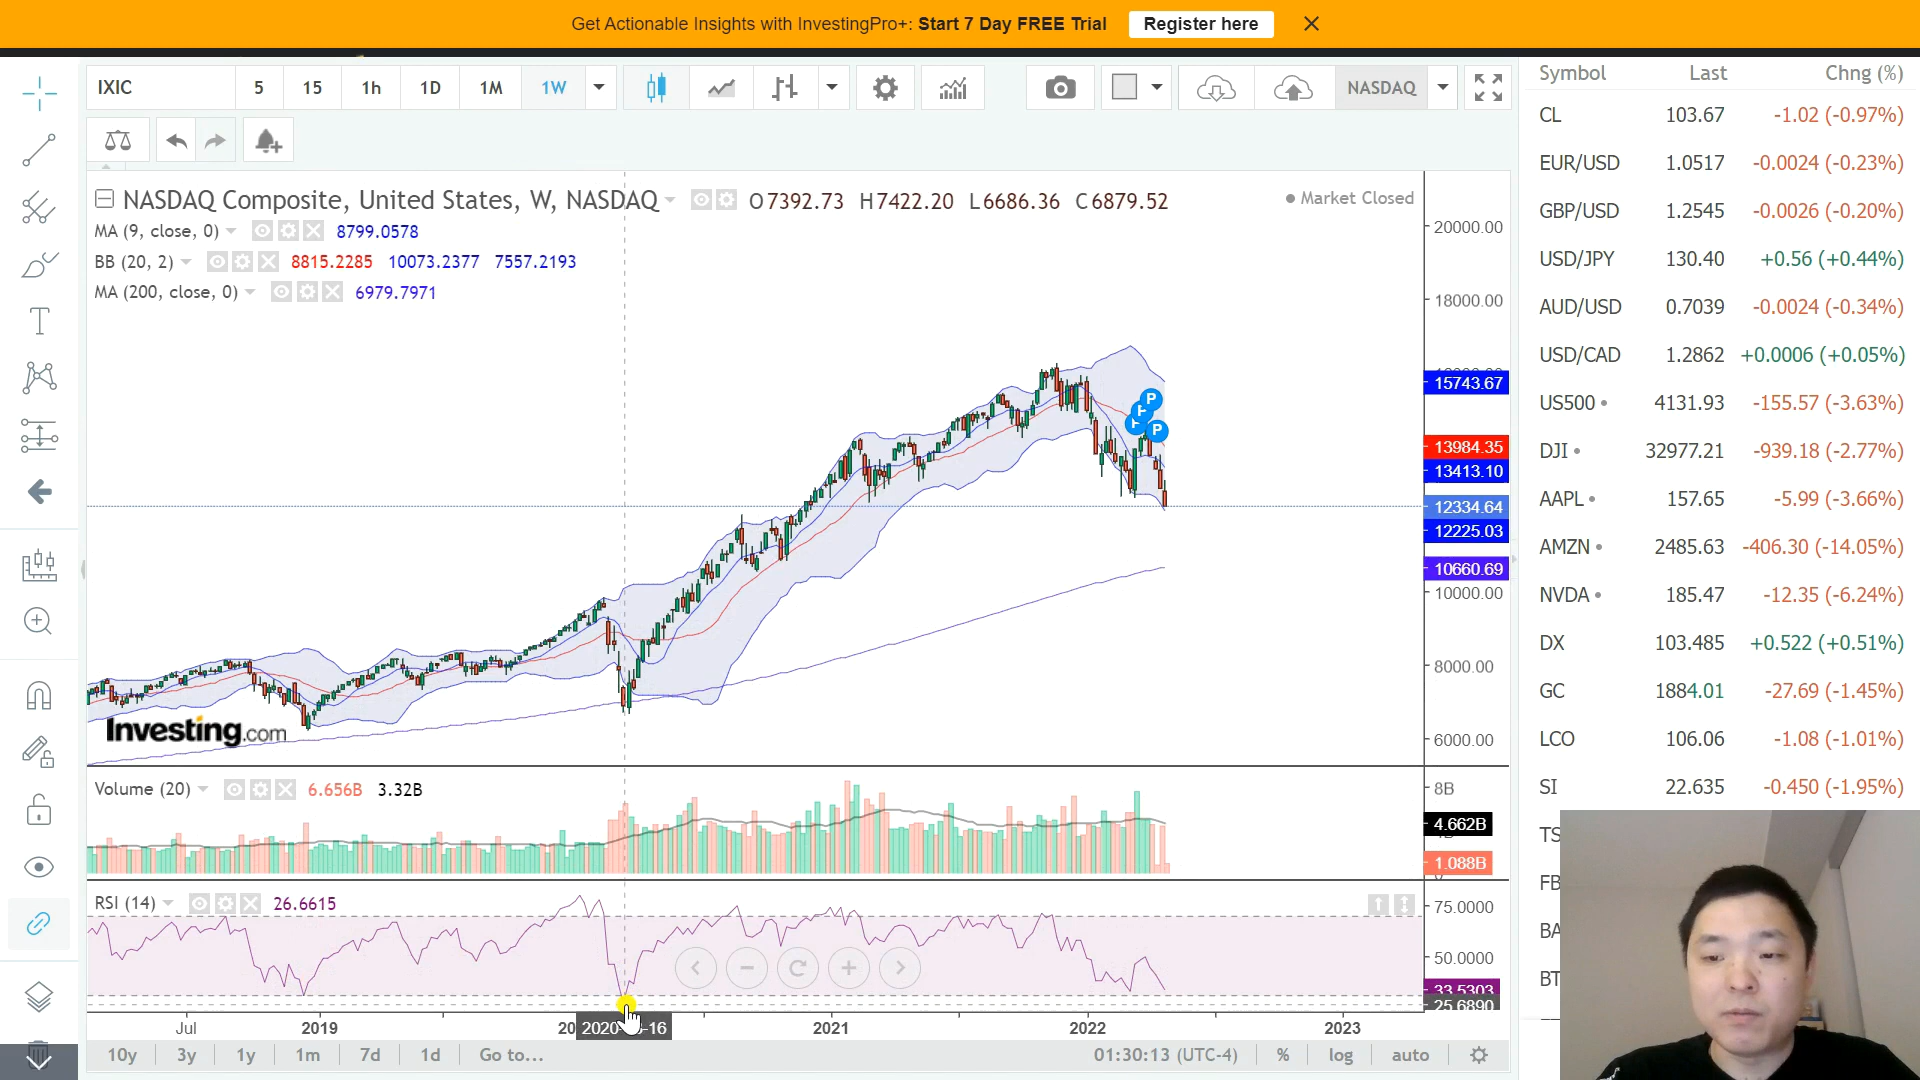 Get Actionable Insights with InvestingPro+: Start 7 Day FREE Trial Register here
IXIC 5 15 1h 1D 1M 1W NASDAQ
NASDAQ Composite, United States, W, NASDAQ O7392.73 H7422.20 L6686.36 C6879.52 Market Closed
MA (9, close, 0) 8799.0578
BB (20, 2) 8815.2285 10073.2377 7557.2193
MA (200, close, 0) 6979.7971
20000.00
18000.00
15743.67
13984.35
13413.10
12334.64
12225.03
10660.69
10000.00
8000.00
6000.00
P
P
Investing.com
Volume (20) 6.656B 3.32B
8B
4.662B
1.088B
RSI (14) 26.6615
75.0000
50.0000
33.5303
25.6890
Jul 2019 2021 2022 2023
10y 3y 1y 1m 7d 1d Go to... 01:30:13 (UTC-4) % log auto
Symbol Last Chng (%)
CL 103.67 -1.02 (-0.97%)
EUR/USD 1.0517 -0.0024 (-0.23%)
GBP/USD 1.2545 -0.0026 (-0.20%)
USD/JPY 130.40 +0.56 (+0.44%)
AUD/USD 0.7039 -0.0024 (-0.34%)
USD/CAD 1.2862 +0.0006 (+0.05%)
US500 4131.93 -155.57 (-3.63%)
DJI 32977.21 -939.18 (-2.77%)
AAPL 157.65 -5.99 (-3.66%)
AMZN 2485.63 -406.30 (-14.05%)
NVDA 185.47 -12.35 (-6.24%)
DX 103.485 +0.522 (+0.51%)
GC 1884.01 -27.69 (-1.45%)
LCO 106.06 -1.08 (-1.01%)
SI 22.635 -0.450 (-1.95%)
TS
FB
BA
BT